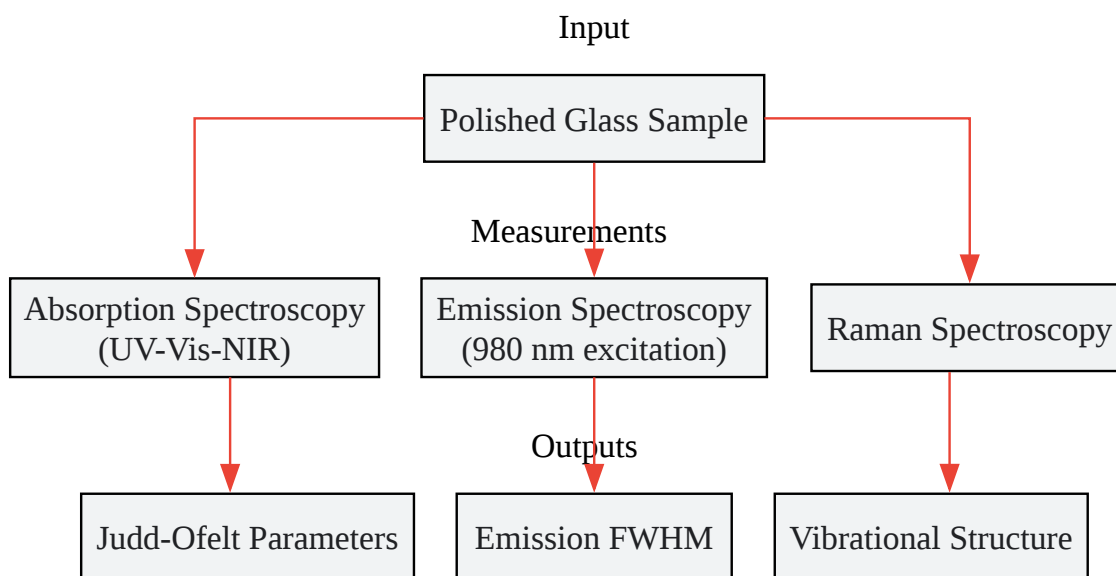 Input
Polished Glass Sample
Measurements
Absorption Spectroscopy
(UV-Vis-NIR)
Emission Spectroscopy
(980 nm excitation)
Raman Spectroscopy
Outputs
Judd-Ofelt Parameters
Emission FWHM
Vibrational Structure